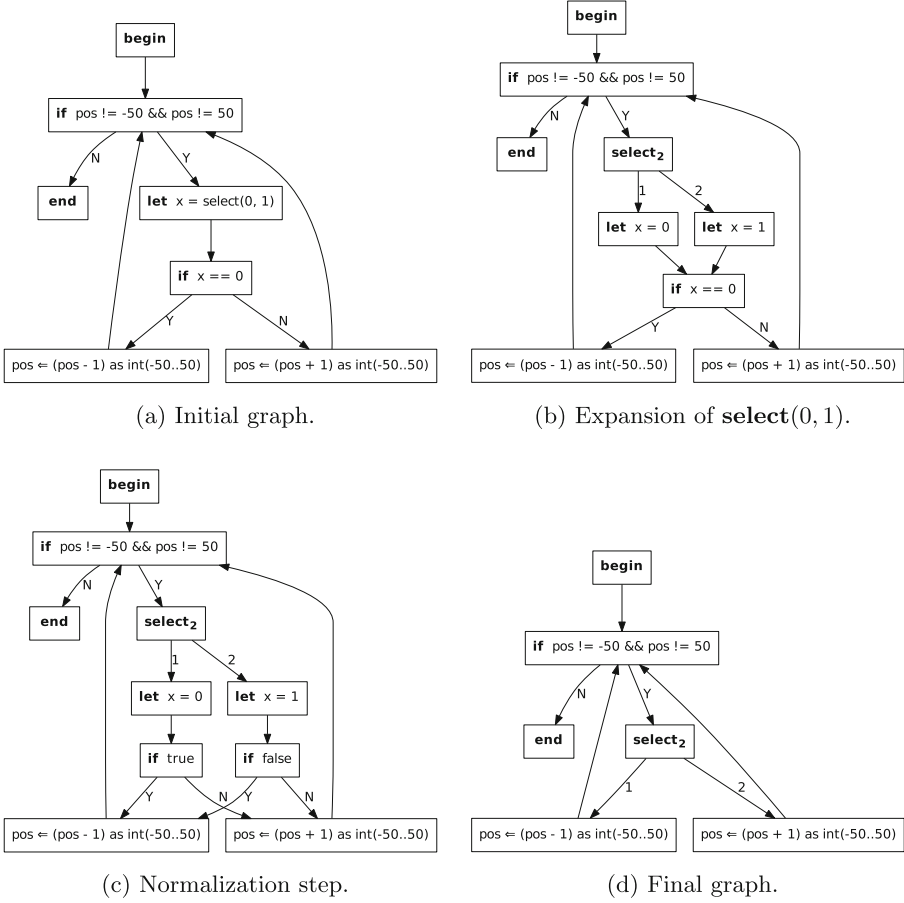 begin
if pos != -50 && pos != 50
N
Y
end
let x = select(0, 1)
if x == 0
Y
N
pos ⇐ (pos - 1) as int(-50..50)
pos ⇐ (pos + 1) as int(-50..50)
(a) Initial graph.
begin
if pos != -50 && pos != 50
N
Y
end
select2
1
2
let x = 0
let x = 1
if x == 0
Y
N
pos ⇐ (pos - 1) as int(-50..50)
pos ⇐ (pos + 1) as int(-50..50)
(b) Expansion of select(0, 1).
begin
if pos != -50 && pos != 50
N
Y
end
select2
1
2
let x = 0
let x = 1
if true
if false
Y
N
Y
N
pos ⇐ (pos - 1) as int(-50..50)
pos ⇐ (pos + 1) as int(-50..50)
(c) Normalization step.
begin
if pos != -50 && pos != 50
N
Y
end
select2
1
2
pos ⇐ (pos - 1) as int(-50..50)
pos ⇐ (pos + 1) as int(-50..50)
(d) Final graph.